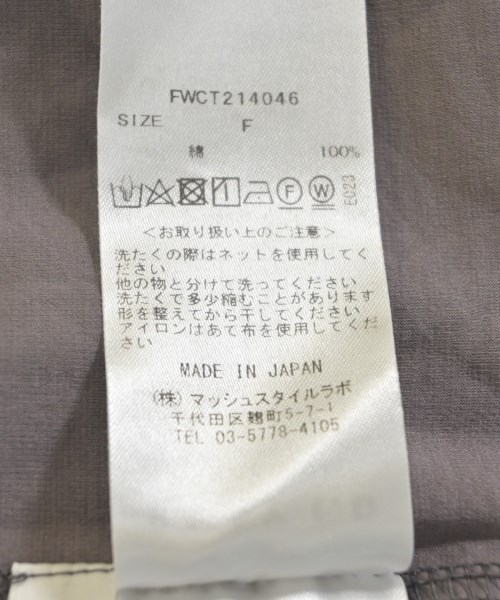 FWCT214046
SIZE F
綿 100%
F W E023
<お取り扱い上のご注意>
洗たくの際はネットを使用してく
ださい
他の物と分けて洗ってください
洗たくで多少縮むことがあります
形を整えてから干してください
アイロンはあて布を使用してくだ
さい
MADE IN JAPAN
(株) マッシュスタイルラボ
千代田区麹町5-7-1
TEL 03-5778-4105